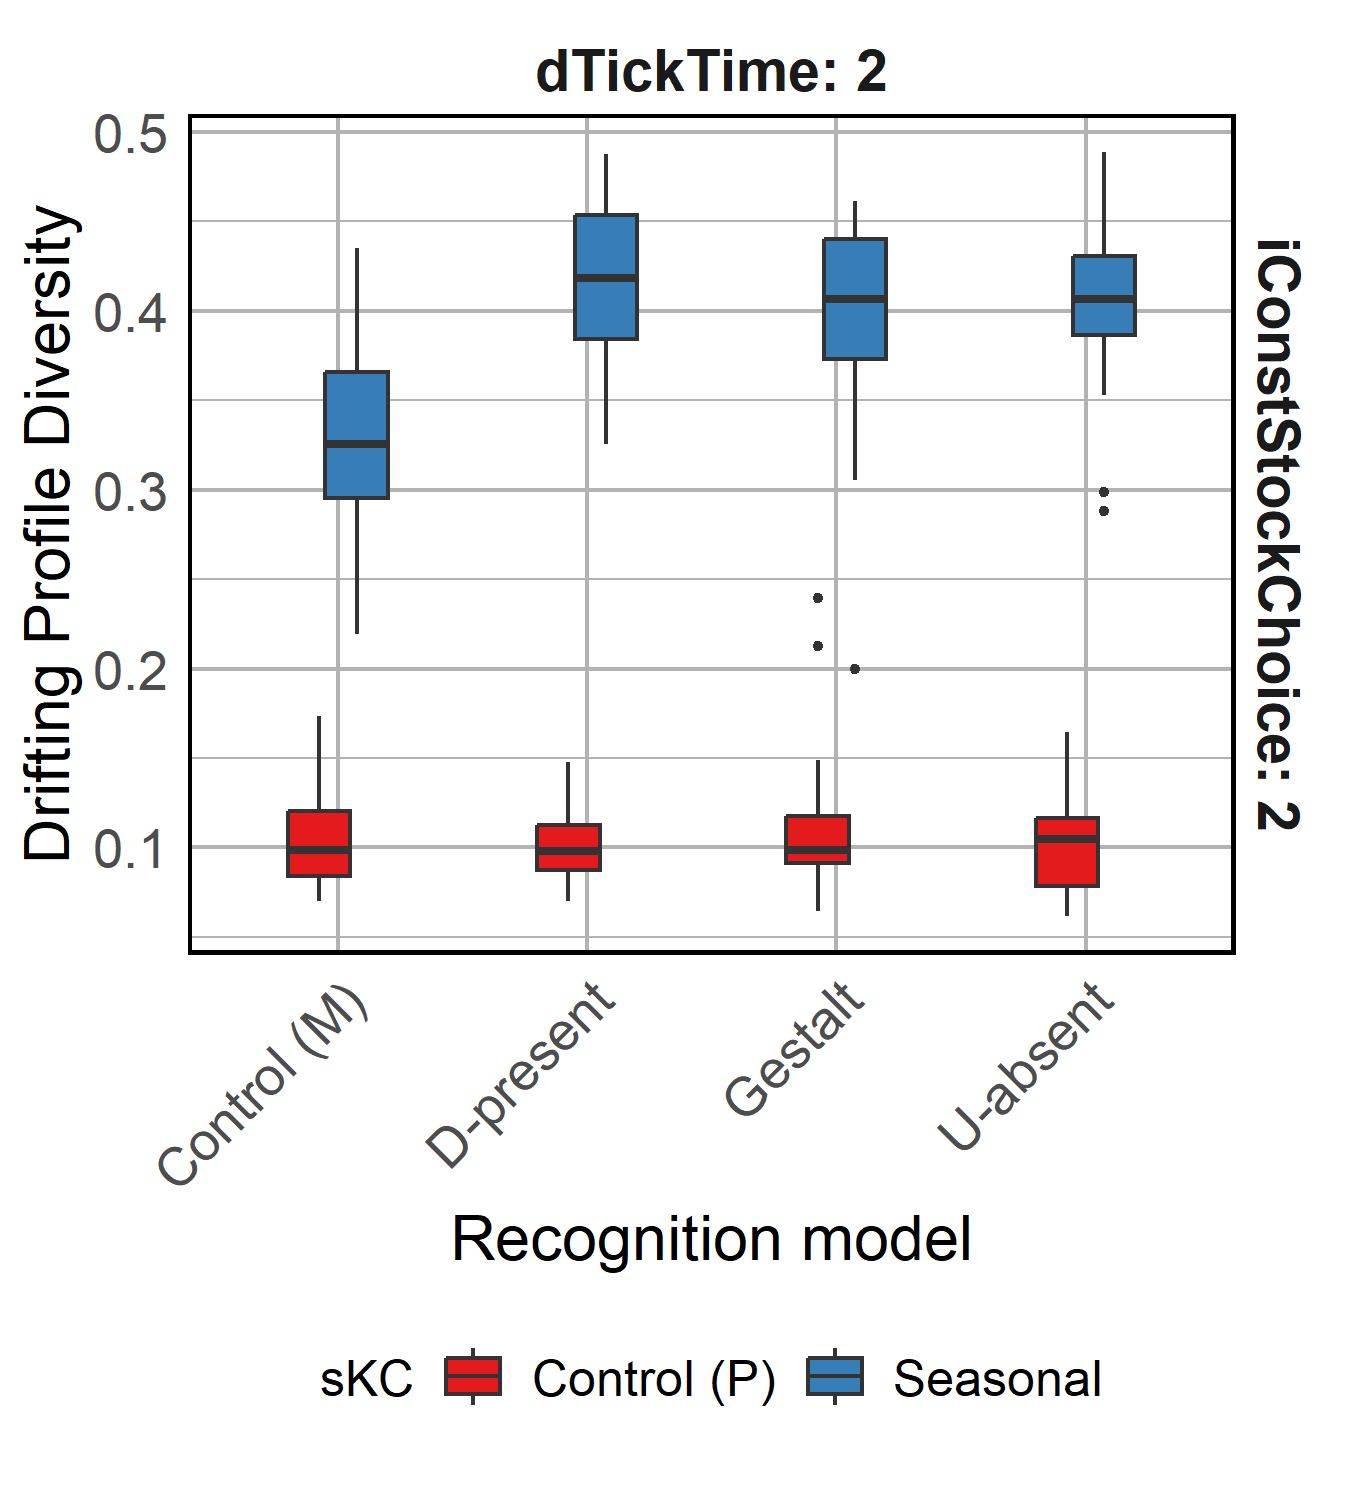 dTickTime: 2
0.5
0.4
0.3
0.2
0.1
Drifting Profile Diversity
iConstStockChoice: 2
Control (M)
D-present
Gestalt
U-absent
Recognition model
sKC Control (P) Seasonal